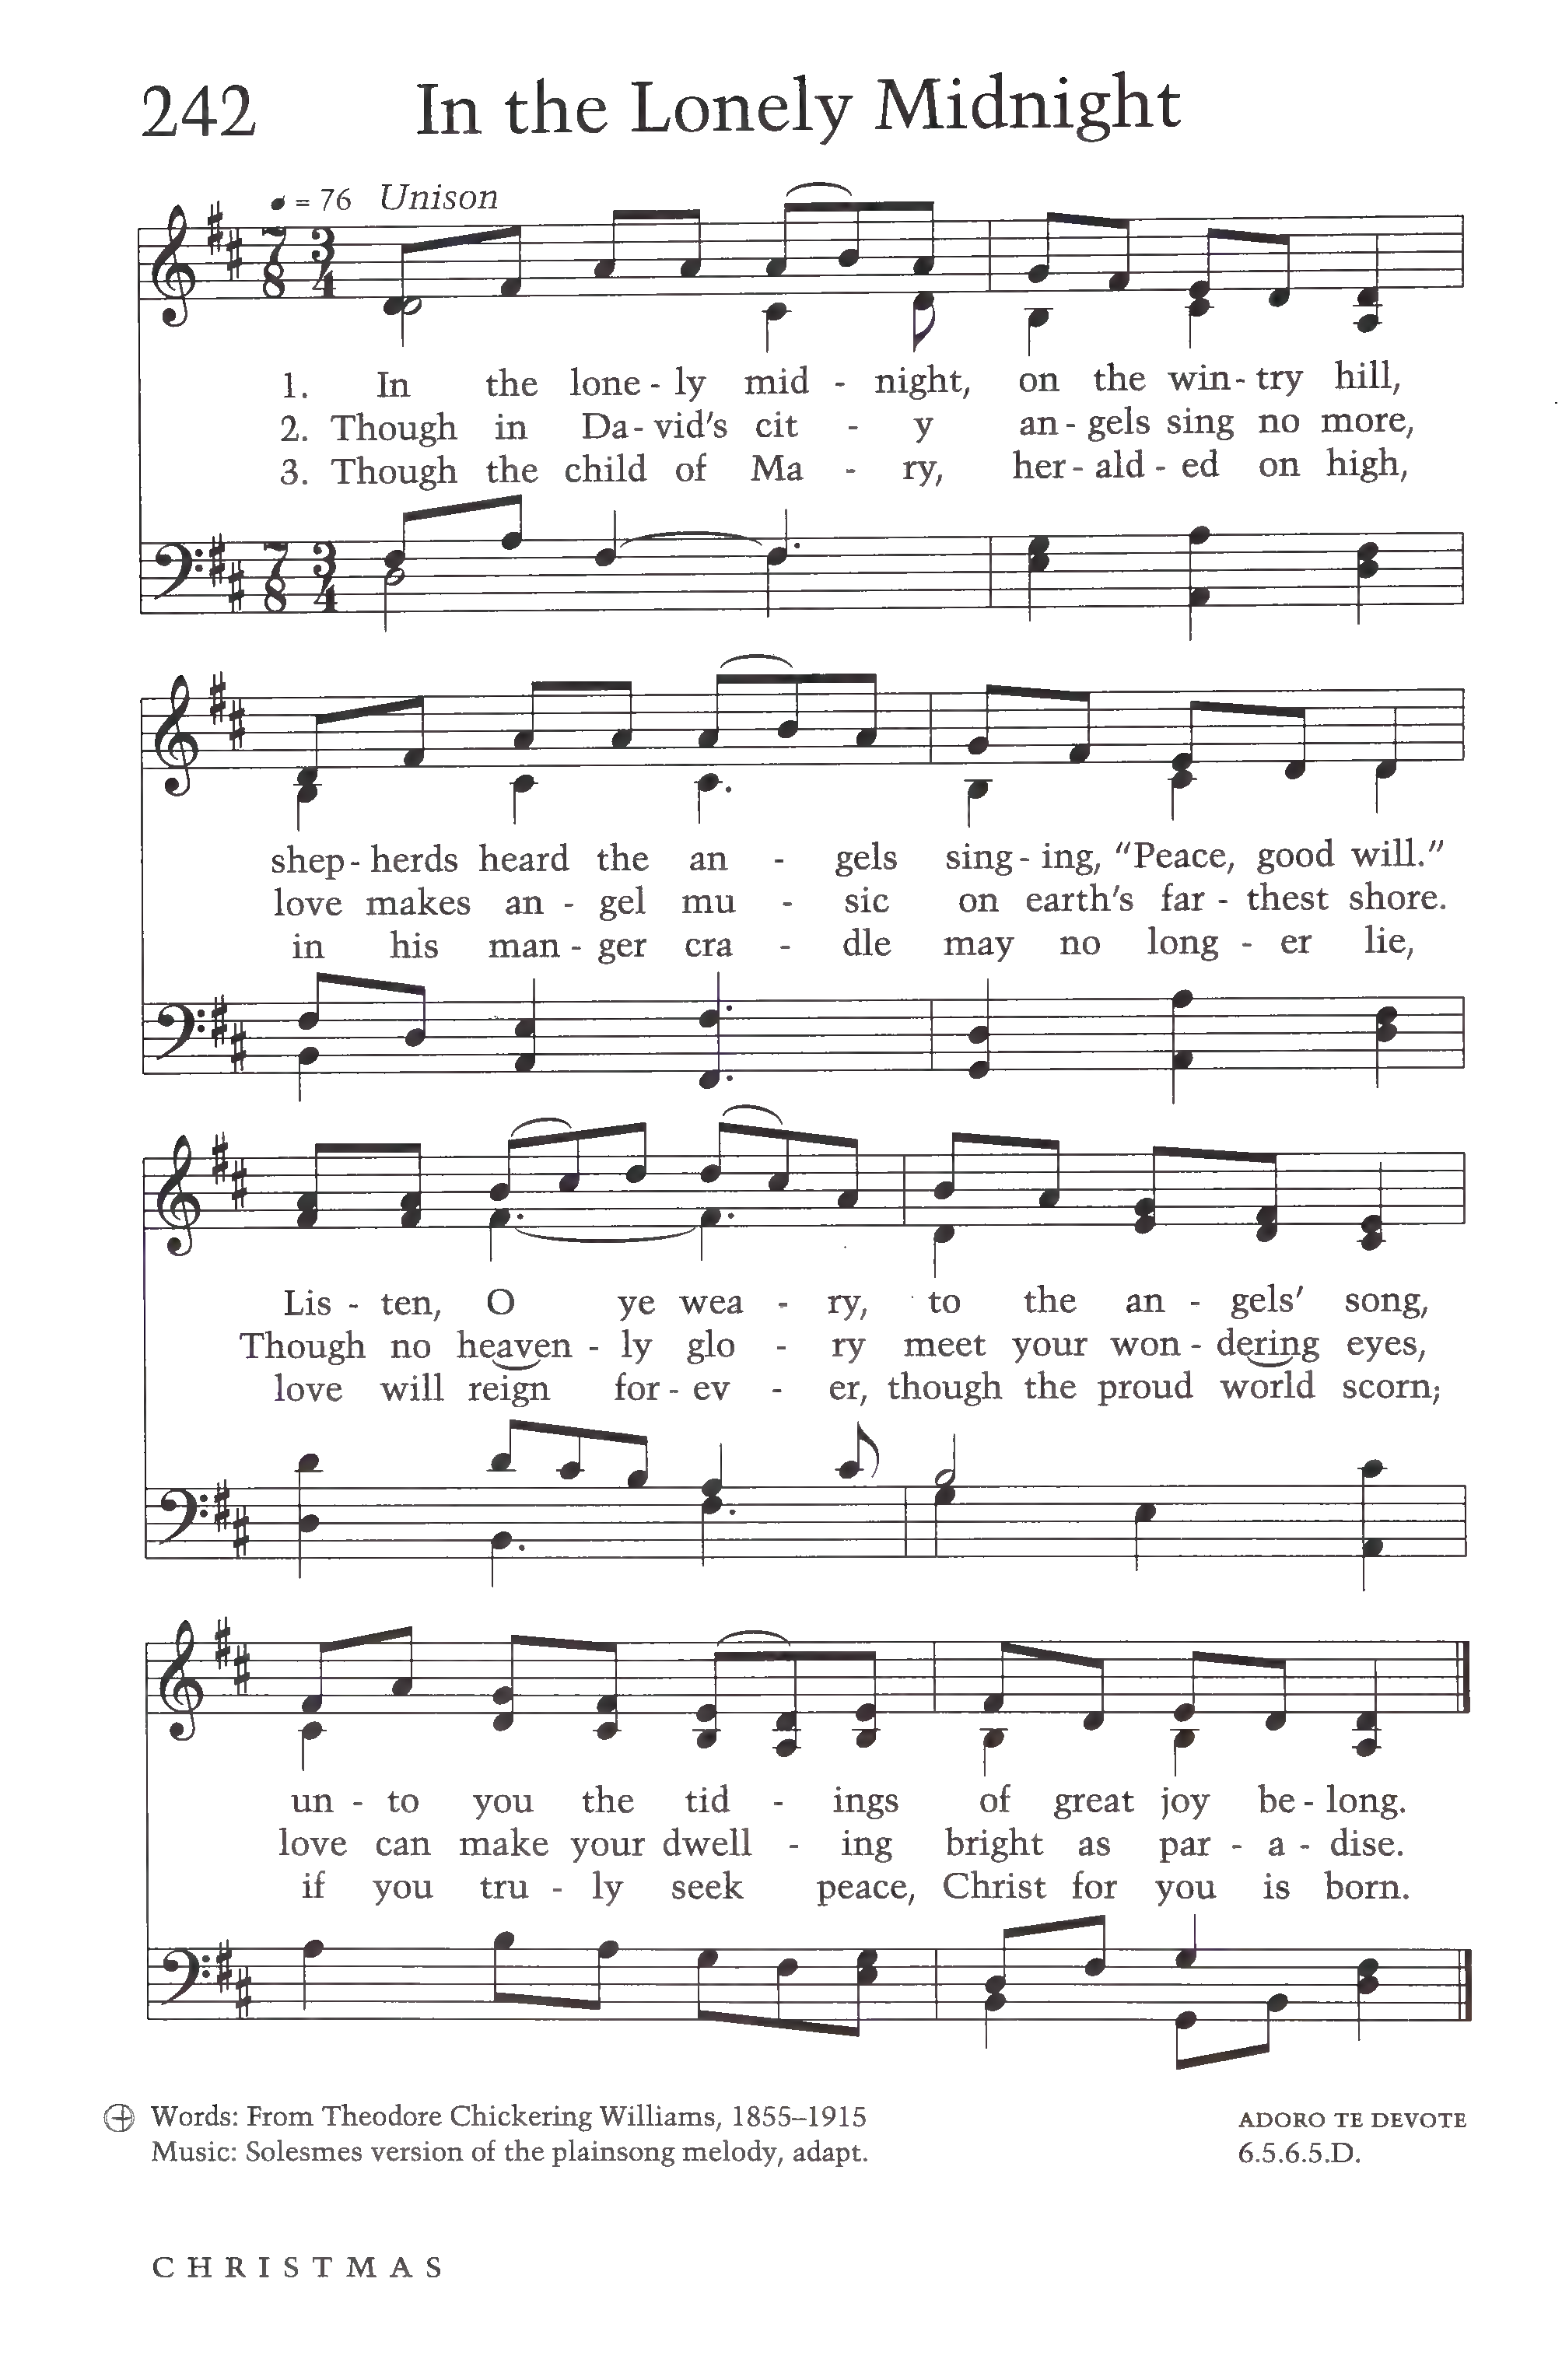 242 In the Lonely Midnight
= 76 Unison
1. In the lone - ly mid - night, on the win - try hill,
2. Though in Da - vid's cit - y an - gels sing no more,
3. Though the child of Ma - ry, her - ald - ed on high,
shep - herds heard the an - gels sing - ing, "Peace, good will."
love makes an - gel mu - sic on earth's far - thest shore.
in his man - ger cra - dle may no long - er lie,
Lis - ten, O ye wea - ry, to the an - gels' song,
Though no heaven - ly glo - ry meet your won - dering eyes,
love will reign for - ev - er, though the proud world scorn;
un - to you the tid - ings of great joy be - long.
love can make your dwell - ing bright as par - a - dise.
if you tru - ly seek peace, Christ for you is born.
Words: From Theodore Chickering Williams, 1855–1915 ADORO TE DEVOTE
Music: Solesmes version of the plainsong melody, adapt. 6.5.6.5.D.
CHRISTMAS